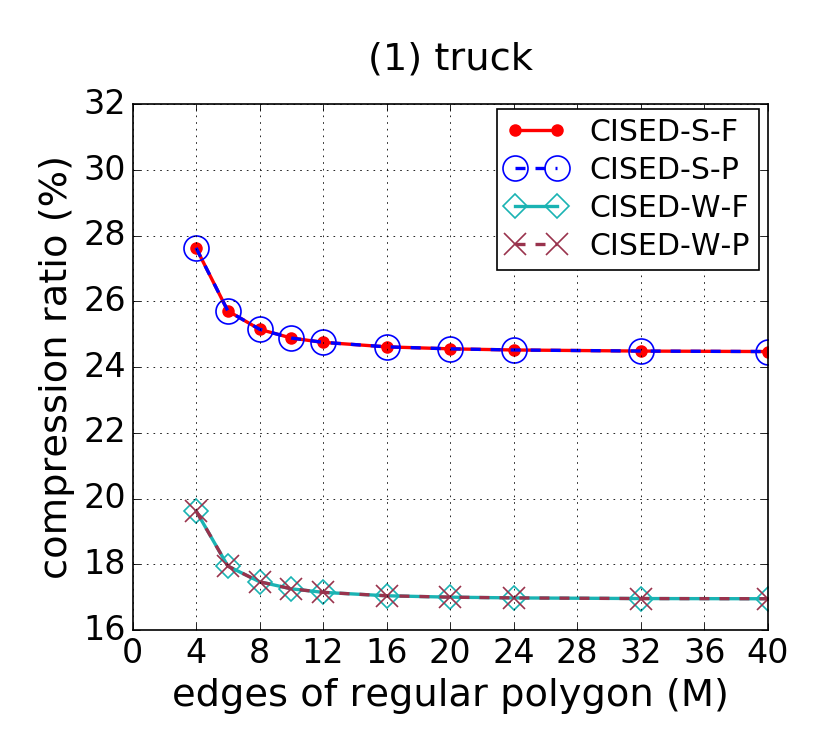 (1) truck
32
30
28
26
24
22
20
18
16
compression ratio (%)
CISED-S-F
CISED-S-P
CISED-W-F
CISED-W-P
0 4 8 12 16 20 24 28 32 36 40
edges of regular polygon (M)